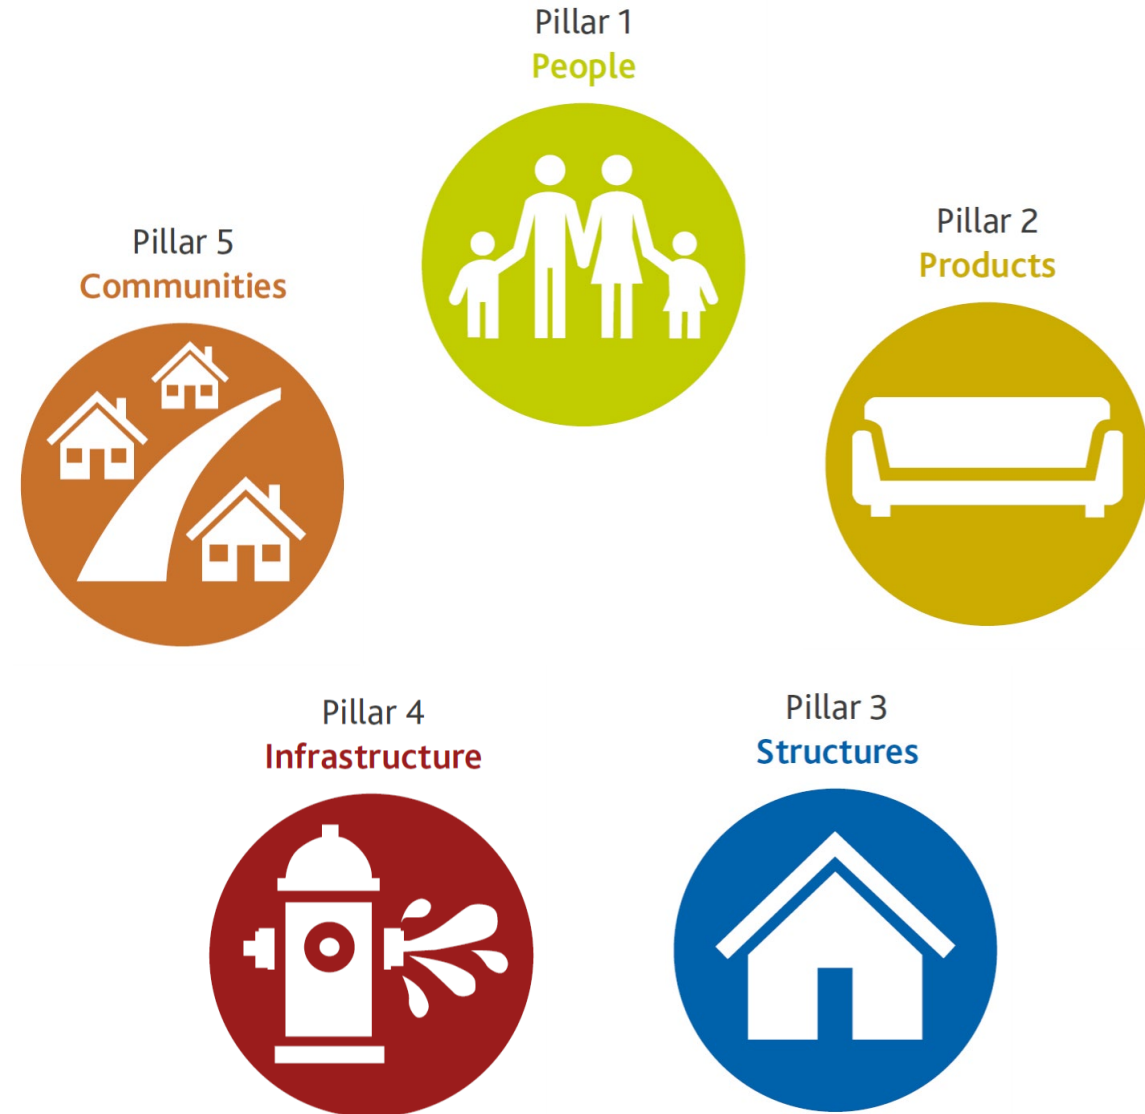 Pillar 1
People
Pillar 2
Products
Pillar 3
Structures
Pillar 4
Infrastructure
Pillar 5
Communities